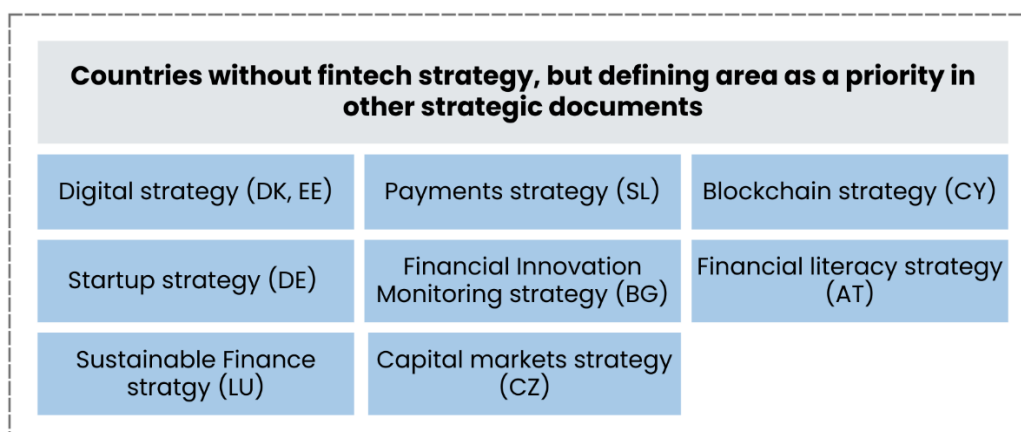 Countries without fintech strategy, but defining area as a priority in
other strategic documents
Digital strategy (DK, EE)
Payments strategy (SL)
Blockchain strategy (CY)
Startup strategy (DE)
Financial Innovation
Monitoring strategy (BG)
Financial literacy strategy
(AT)
Sustainable Finance
stratgy (LU)
Capital markets strategy
(CZ)